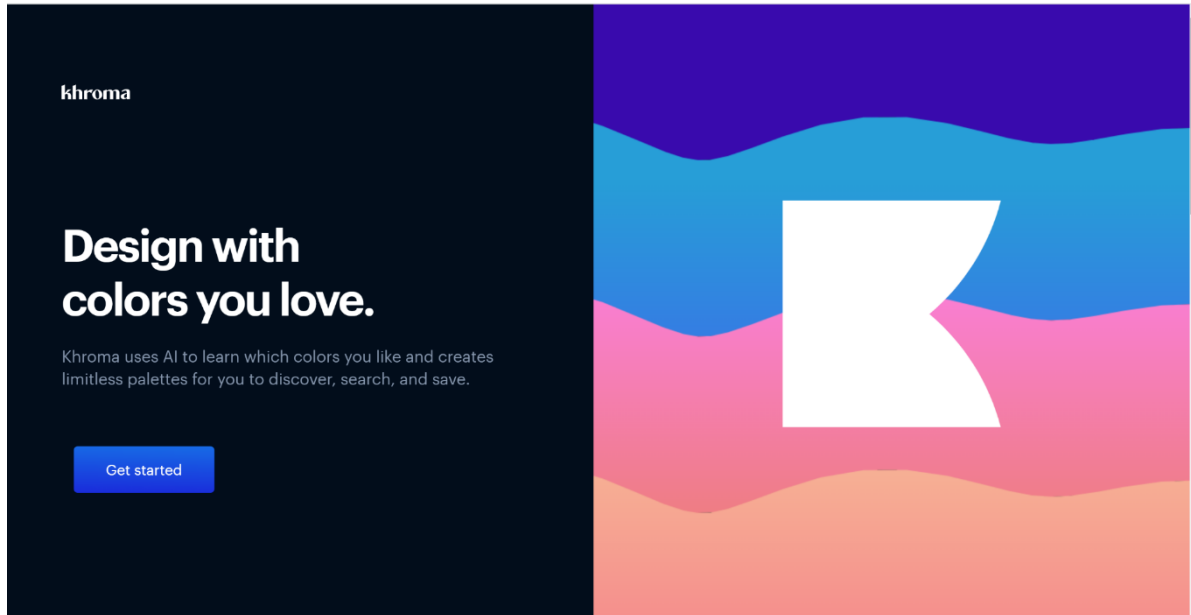 khroma
Design with
colors you love.
Khroma uses AI to learn which colors you like and creates
limitless palettes for you to discover, search, and save.
Get started